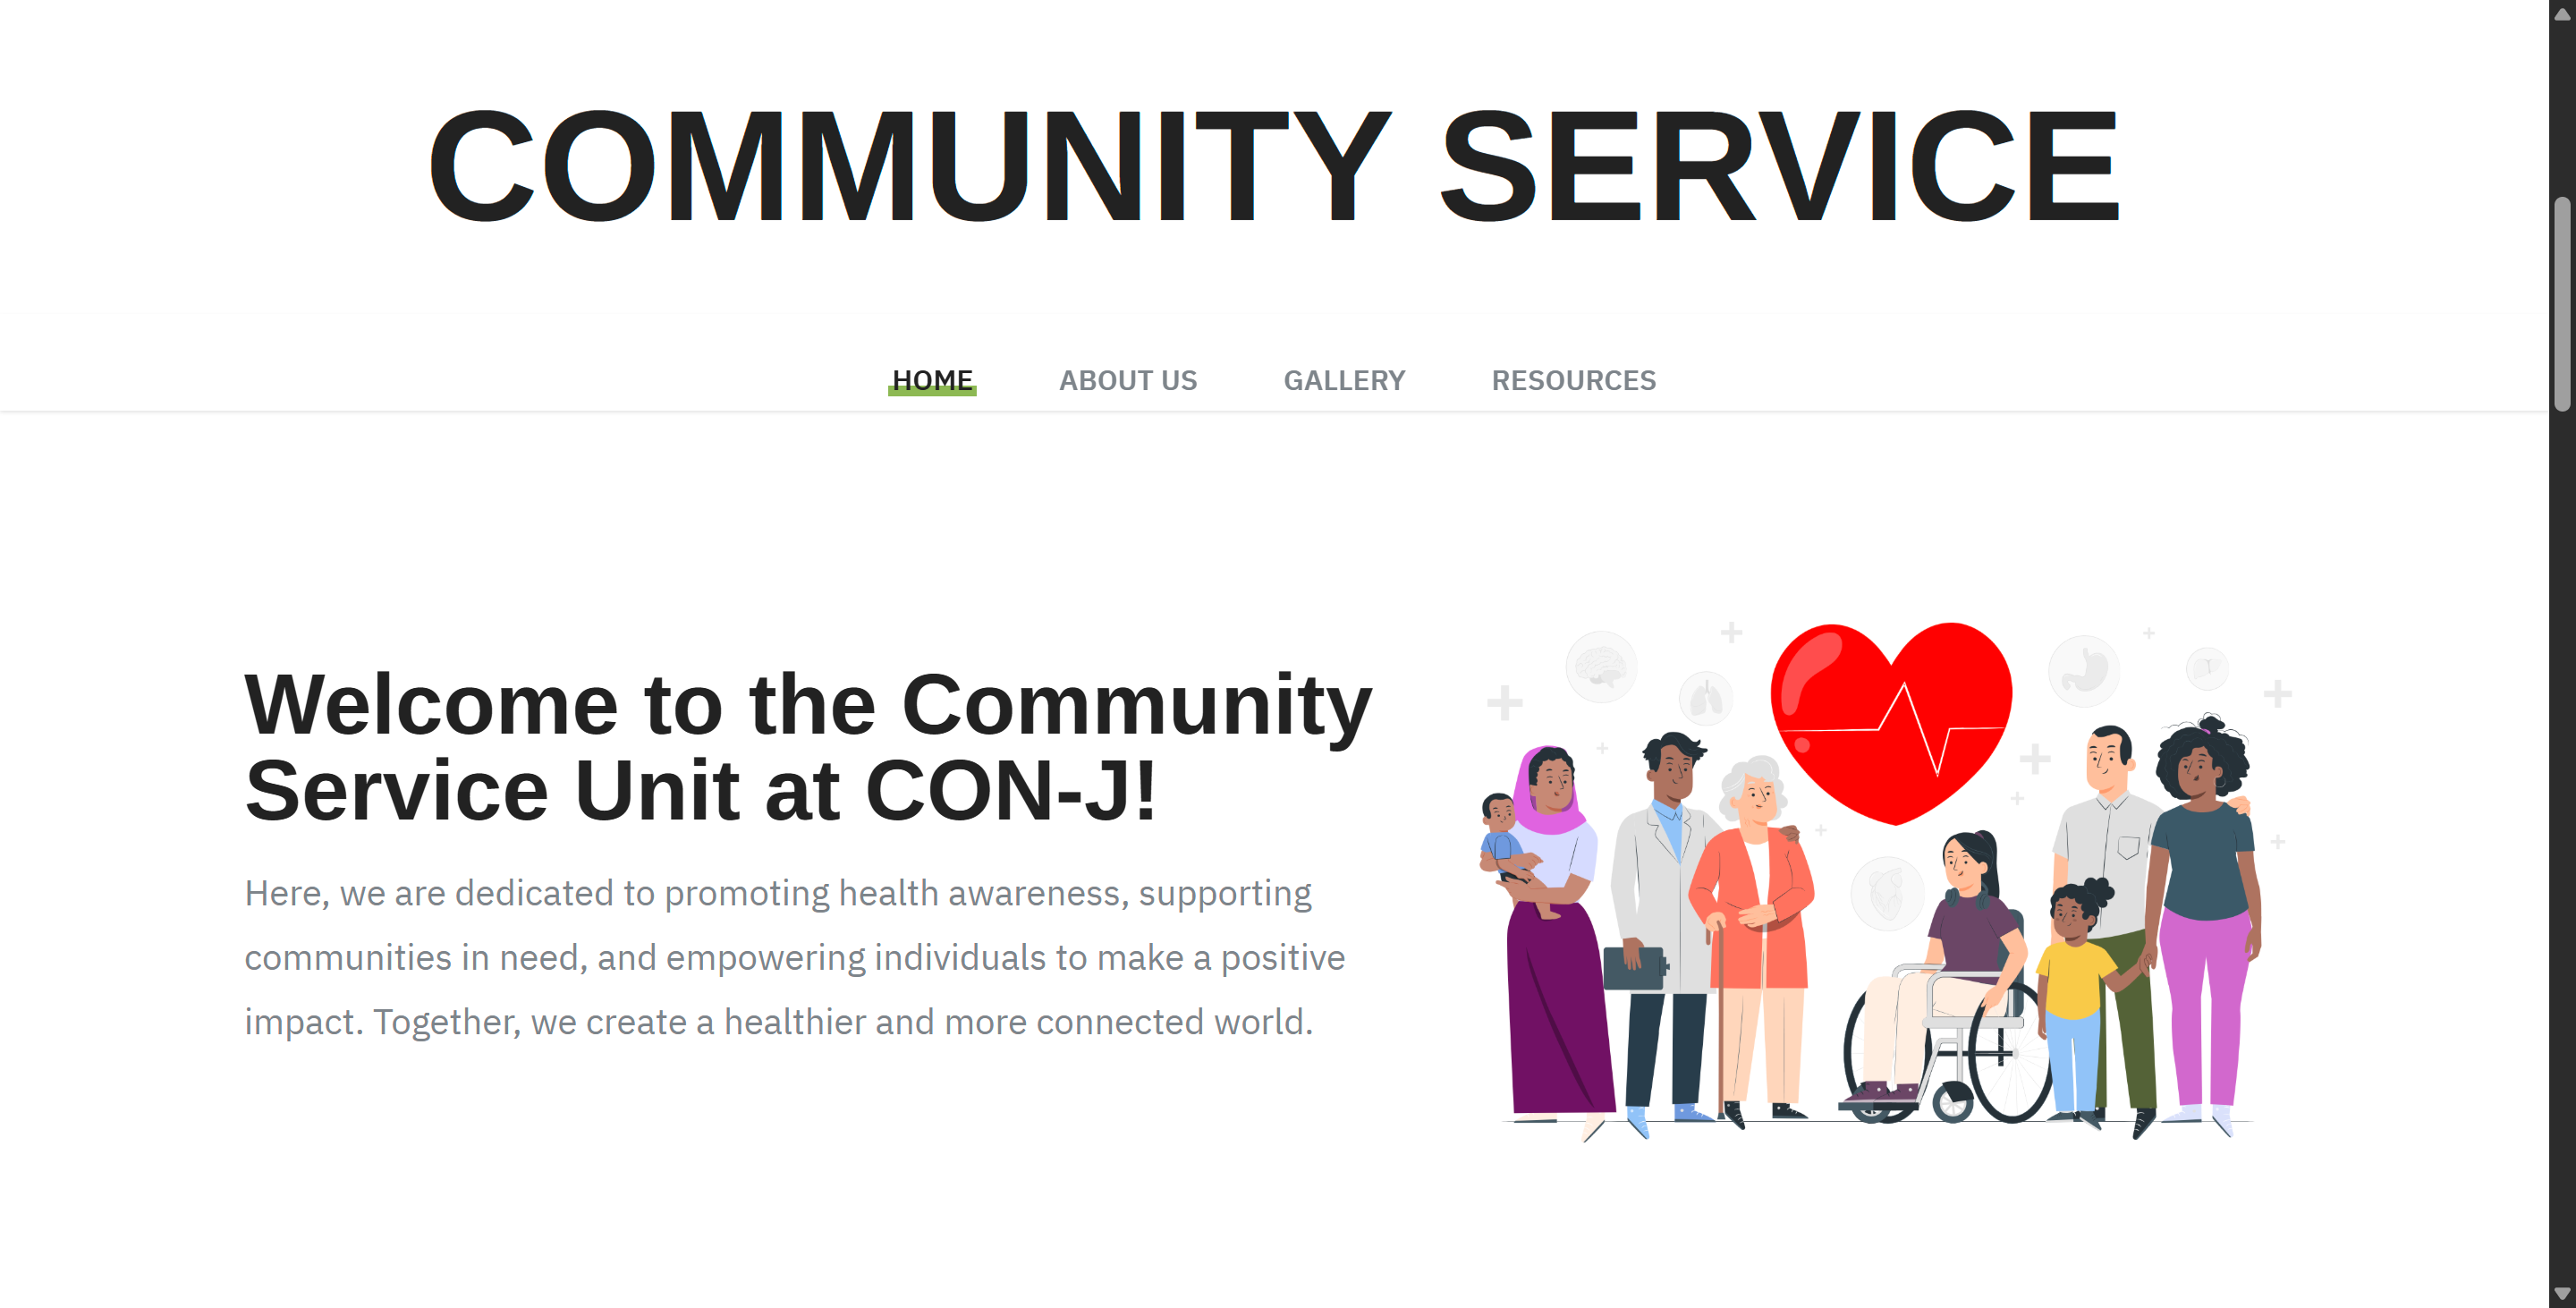 COMMUNITY SERVICE
HOME ABOUT US GALLERY RESOURCES
Welcome to the Community
Service Unit at CON-J!
Here, we are dedicated to promoting health awareness, supporting
communities in need, and empowering individuals to make a positive
impact. Together, we create a healthier and more connected world.